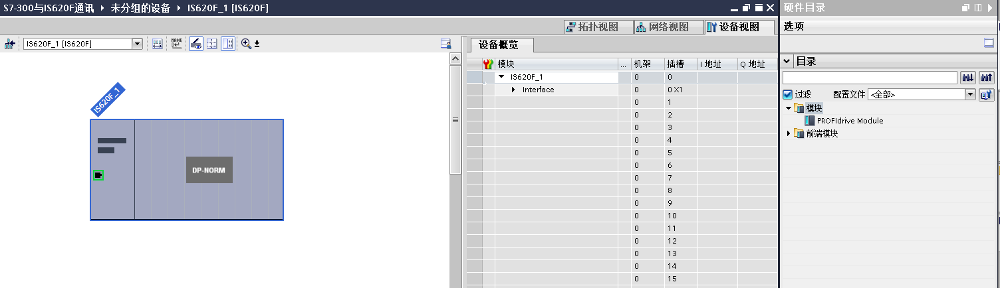 S7-300与IS620F通讯 ▸ 未分组的设备 ▸ IS620F_1 [IS620F]
硬件目录
拓扑视图 网络视图 设备视图
选项
IS620F_1 [IS620F]
NAME
设备概览
目录
模块 ... 机架 插槽 I 地址 Q 地址
IS620F_1 0 0
Interface 0 0 X1
0 1
0 2
0 3
0 4
0 5
0 6
0 7
0 8
0 9
0 10
0 11
0 12
0 13
0 14
0 15
过滤 配置文件 <全部>
模块
PROFIdrive Module
前端模块
IS620F_1
DP-NORM